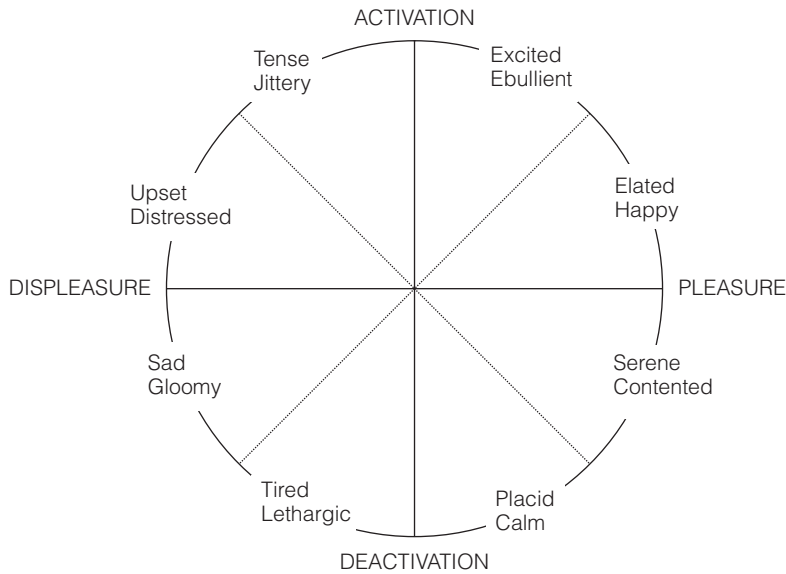 ACTIVATION
Tense
Jittery
Excited
Ebullient
Upset
Distressed
Elated
Happy
DISPLEASURE
PLEASURE
Sad
Gloomy
Serene
Contented
Tired
Lethargic
Placid
Calm
DEACTIVATION